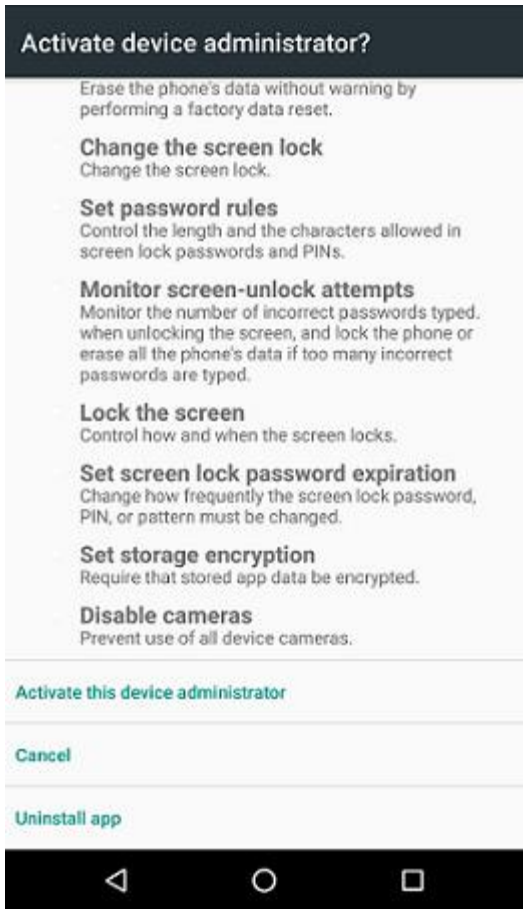 Activate device administrator?
Erase the phone's data without warning by
performing a factory data reset.
Change the screen lock
Change the screen lock.
Set password rules
Control the length and the characters allowed in
screen lock passwords and PINs.
Monitor screen-unlock attempts
Monitor the number of incorrect passwords typed.
when unlocking the screen, and lock the phone or
erase all the phone's data if too many incorrect
passwords are typed.
Lock the screen
Control how and when the screen locks.
Set screen lock password expiration
Change how frequently the screen lock password,
PIN, or pattern must be changed.
Set storage encryption
Require that stored app data be encrypted.
Disable cameras
Prevent use of all device cameras.
Activate this device administrator
Cancel
Uninstall app